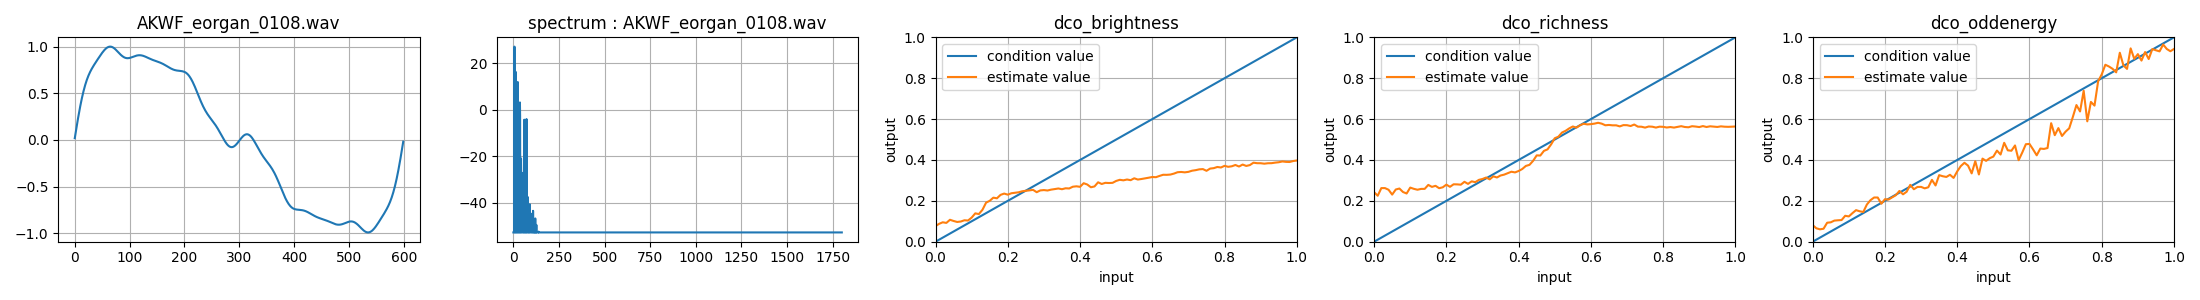 AKWF_eorgan_0108.wav
1.0
0.5
0.0
−0.5
−1.0
0 100 200 300 400 500 600
spectrum : AKWF_eorgan_0108.wav
20
0
−20
−40
0 250 500 750 1000 1250 1500 1750
dco_brightness
condition value
estimate value
output
1.0
0.8
0.6
0.4
0.2
0.0
0.0 0.2 0.4 0.6 0.8 1.0
input
dco_richness
condition value
estimate value
output
1.0
0.8
0.6
0.4
0.2
0.0
0.0 0.2 0.4 0.6 0.8 1.0
input
dco_oddenergy
condition value
estimate value
output
1.0
0.8
0.6
0.4
0.2
0.0
0.0 0.2 0.4 0.6 0.8 1.0
input